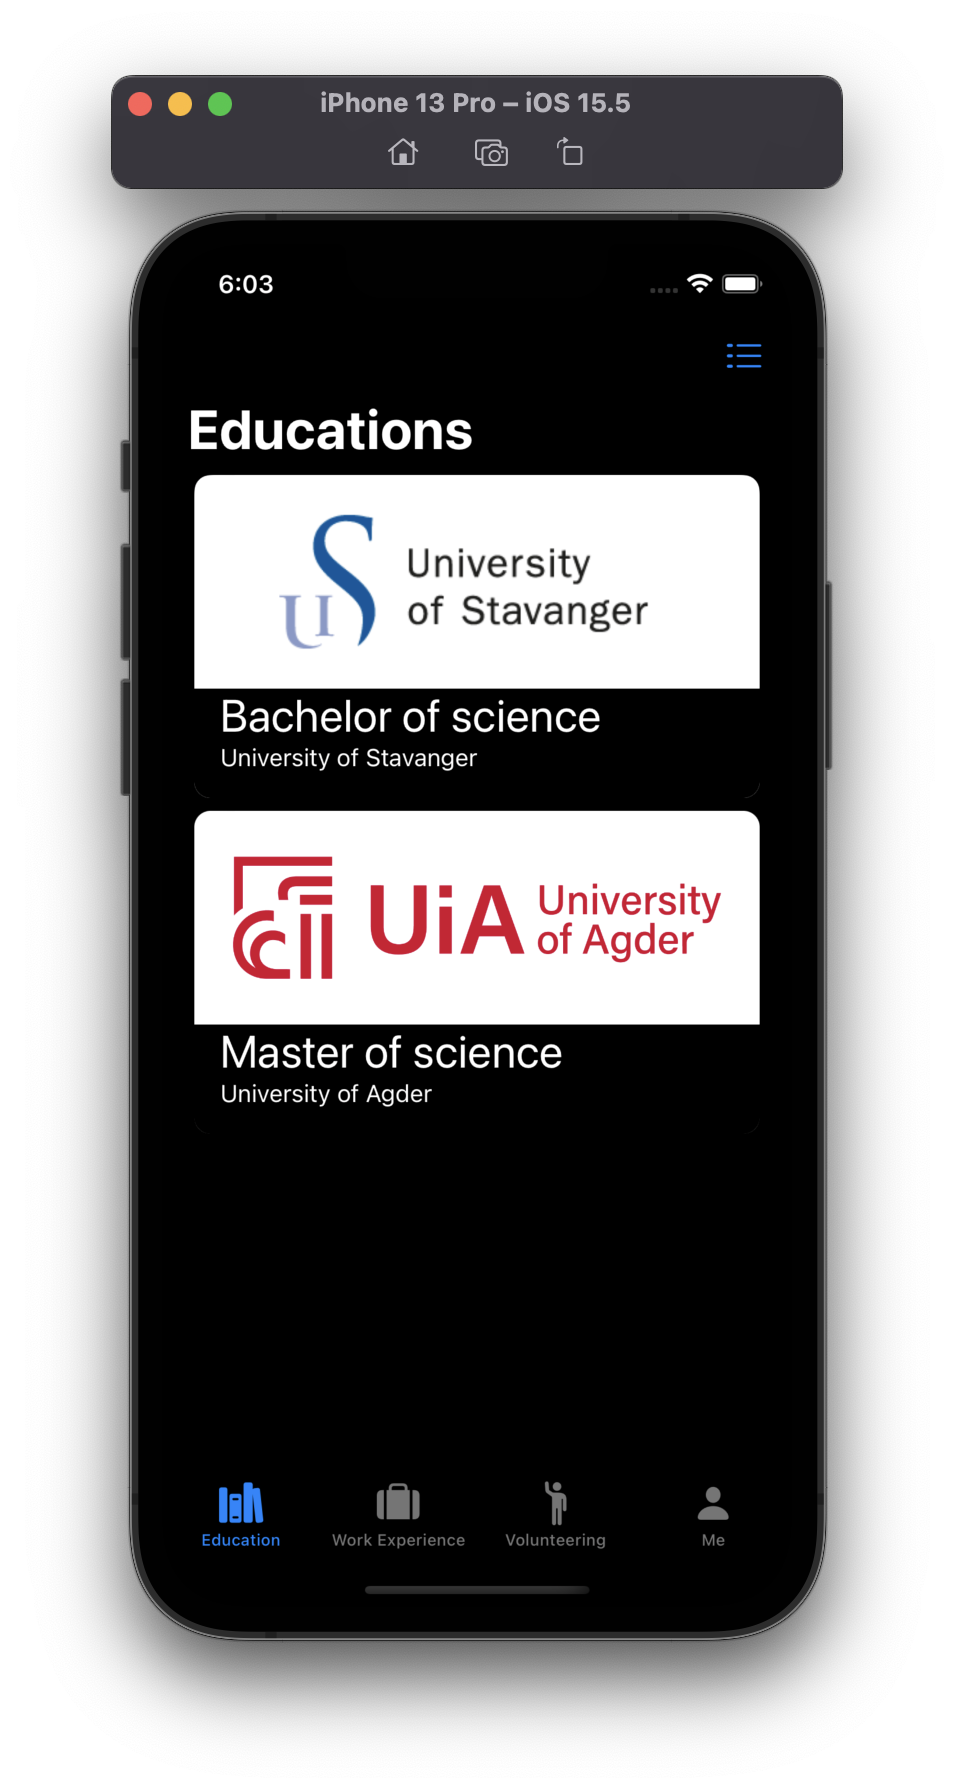 iPhone 13 Pro – iOS 15.5
6:03
Educations
US
University
of Stavanger
Bachelor of science
University of Stavanger
UiA University
of Agder
Master of science
University of Agder
Education
Work Experience
Volunteering
Me